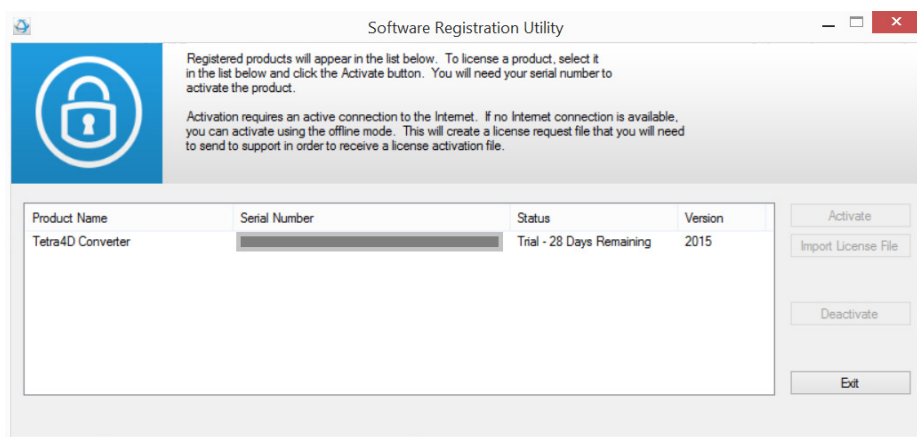 Software Registration Utility
Registered products will appear in the list below. To license a product, select it
in the list below and click the Activate button. You will need your serial number to
activate the product.
Activation requires an active connection to the Internet. If no Internet connection is available,
you can activate using the offline mode. This will create a license request file that you will need
to send to support in order to receive a license activation file.
Product Name Serial Number Status Version
Tetra4D Converter Trial - 28 Days Remaining 2015
Activate
Import License File
Deactivate
Exit